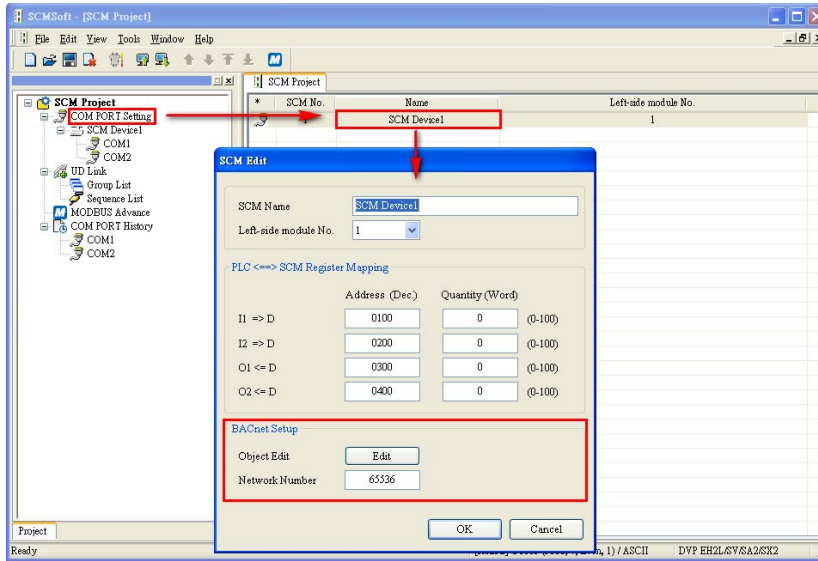 SCMSoft - [SCM Project]
File Edit View Tools Window Help
SCM Project
* SCM No. Name Left-side module No.
SCM Device1 1
SCM Project
COM PORT Setting
SCM Device1
COM1
COM2
UD Link
Group List
Sequence List
MODBUS Advance
COM PORT History
COM1
COM2
SCM Edit
SCM Name SCM Device1
Left-side module No. 1
PLC <==> SCM Register Mapping
Address (Dec.) Quantity (Word)
I1 => D 0100 0 (0-100)
I2 => D 0200 0 (0-100)
O1 <= D 0300 0 (0-100)
O2 <= D 0400 0 (0-100)
BACnet Setup
Object Edit Edit
Network Number 65536
OK Cancel
Project
Ready 1) / ASCII DVP EH2L/SV/SA2/SX2